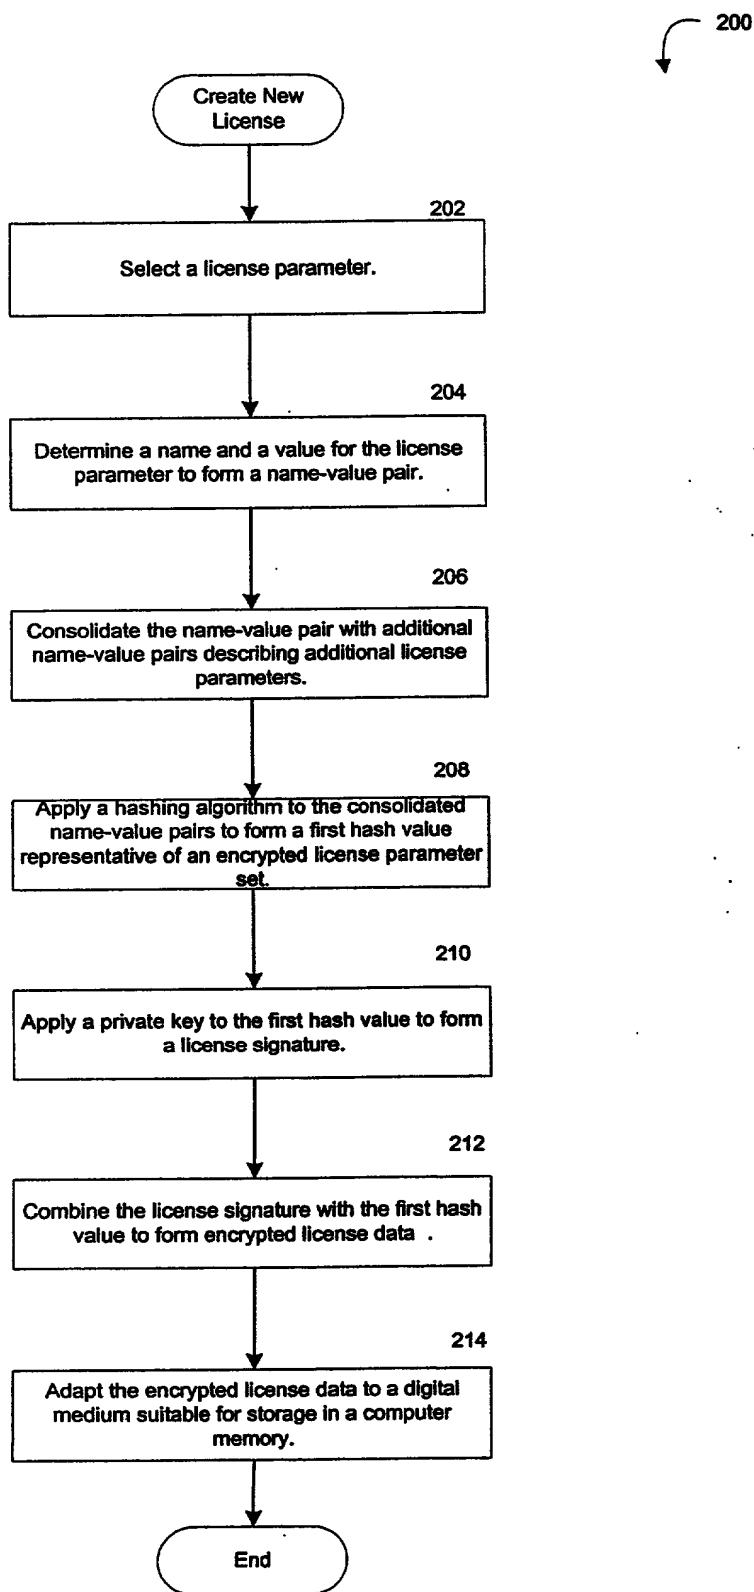 200
Create New
License
202
Select a license parameter.
204
Determine a name and a value for the license
parameter to form a name-value pair.
206
Consolidate the name-value pair with additional
name-value pairs describing additional license
parameters.
208
Apply a hashing algorithm to the consolidated
name-value pairs to form a first hash value
representative of an encrypted license parameter
set.
210
Apply a private key to the first hash value to form
a license signature.
212
Combine the license signature with the first hash
value to form encrypted license data .
214
Adapt the encrypted license data to a digital
medium suitable for storage in a computer
memory.
End